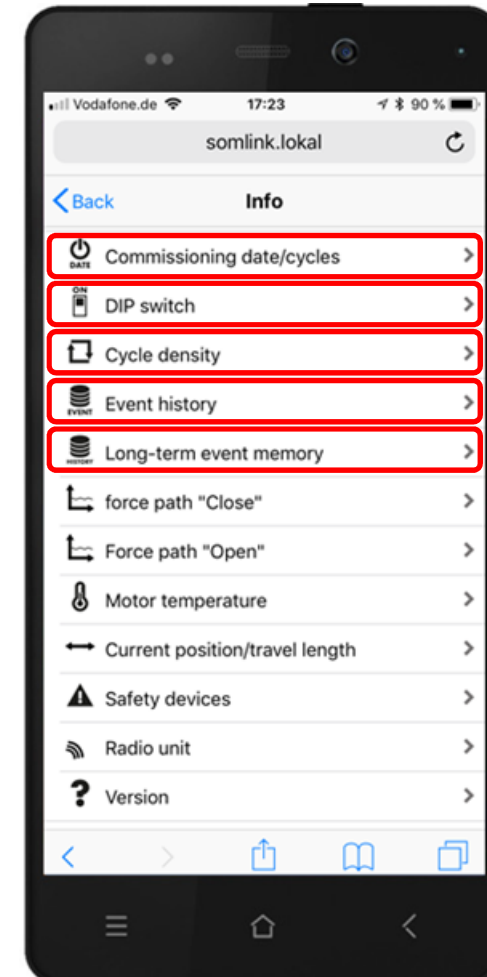 Vodafone.de 17:23 90 %
somlink.lokal
Back Info
DATE
Commissioning date/cycles
ON
DIP switch
Cycle density
EVENT
Event history
HISTORY
Long-term event memory
force path "Close"
Force path "Open"
Motor temperature
Current position/travel length
Safety devices
Radio unit
? Version